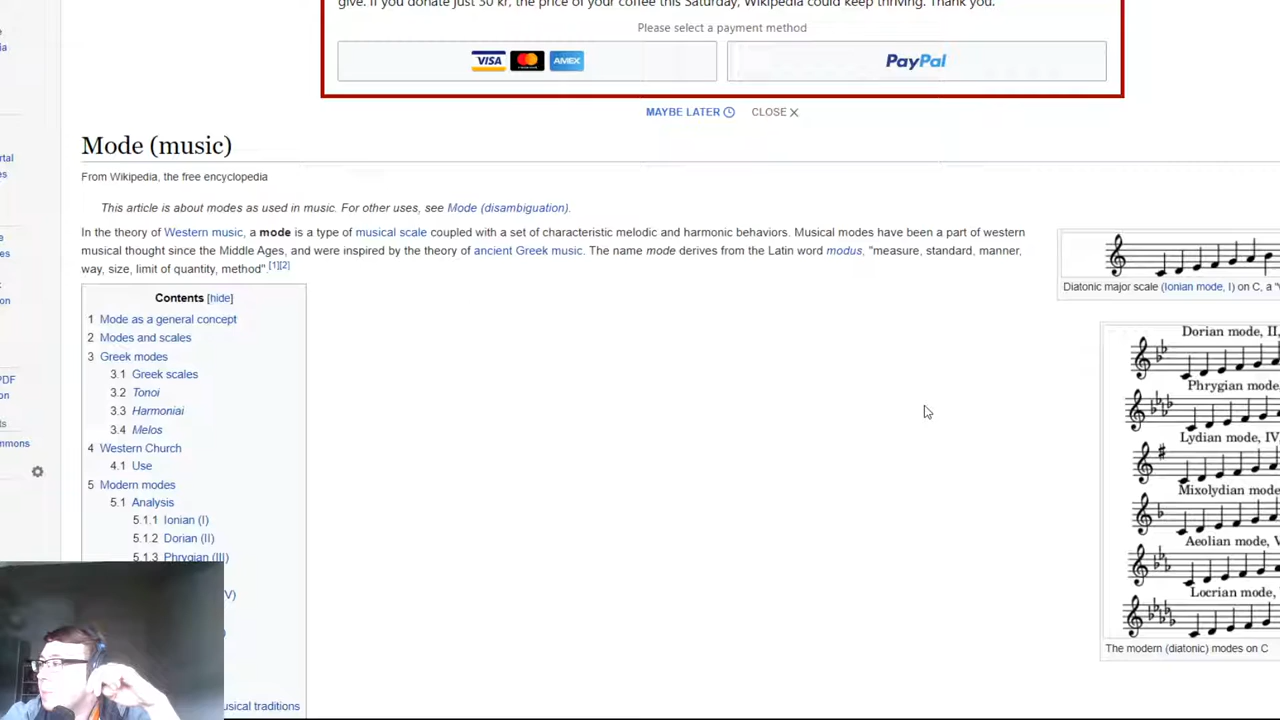 give. If you donate just 30 kr, the price of your coffee this Saturday, Wikipedia could keep thriving. Thank you.
Please select a payment method
VISA
AMEX
PayPal
MAYBE LATER
CLOSE
Mode (music)
From Wikipedia, the free encyclopedia
This article is about modes as used in music. For other uses, see Mode (disambiguation).
In the theory of Western music, a mode is a type of musical scale coupled with a set of characteristic melodic and harmonic behaviors. Musical modes have been a part of western
musical thought since the Middle Ages, and were inspired by the theory of ancient Greek music. The name mode derives from the Latin word modus, "measure, standard, manner,
way, size, limit of quantity, method".[1][2]
Contents [hide]
1 Mode as a general concept
2 Modes and scales
3 Greek modes
3.1 Greek scales
3.2 Tonoi
3.3 Harmoniai
3.4 Melos
4 Western Church
4.1 Use
5 Modern modes
5.1 Analysis
5.1.1 Ionian (I)
5.1.2 Dorian (II)
5.1.3 Phrygian (III)
V)
)
usical traditions
Diatonic major scale (Ionian mode, I) on C, a "
Dorian mode, II,
Phrygian mode,
Lydian mode, IV,
Mixolydian mode,
Aeolian mode, V
Locrian mode,
The modern (diatonic) modes on C
rtal
es
e
es
on
PDF
on
ts
mmons